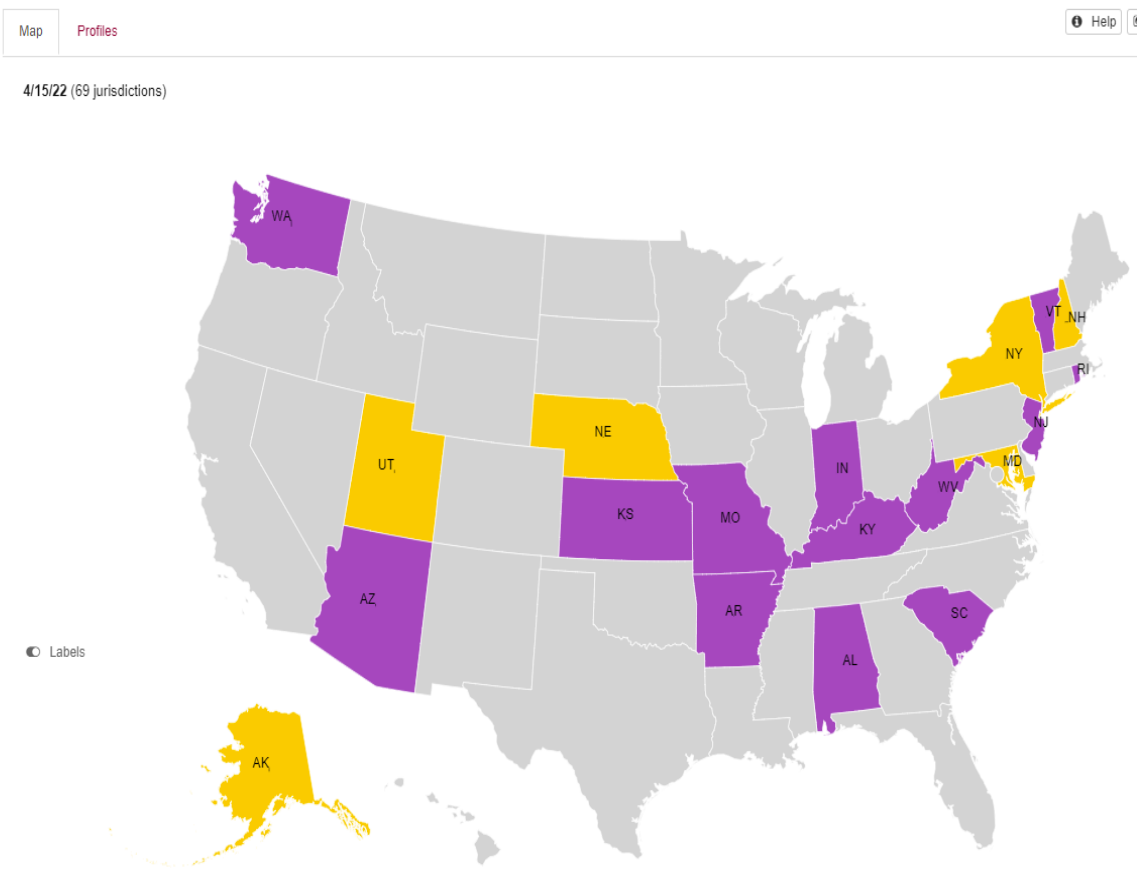 Map
Profiles
Help
4/15/22 (69 jurisdictions)
WA
VT
NH
NY
RI
NE
NJ
MD
UT
IN
WV
KS
MO
KY
AZ
AR
SC
Labels
AL
AK